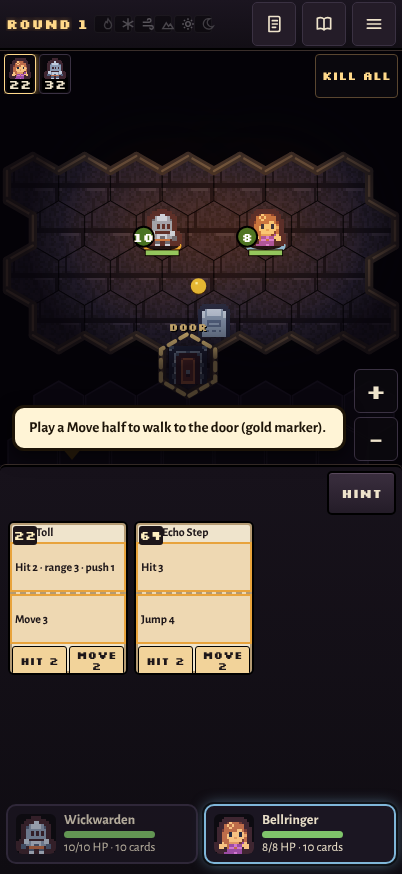 ROUND 1
22
32
KILL ALL
10
8
DOOR
Play a Move half to walk to the door (gold marker).
+
−
HINT
22 Toll
Hit 2 · range 3 · push 1
Move 3
HIT 2
MOVE 2
64 Echo Step
Hit 3
Jump 4
HIT 2
MOVE 2
Wickwarden
10/10 HP · 10 cards
Bellringer
8/8 HP · 10 cards